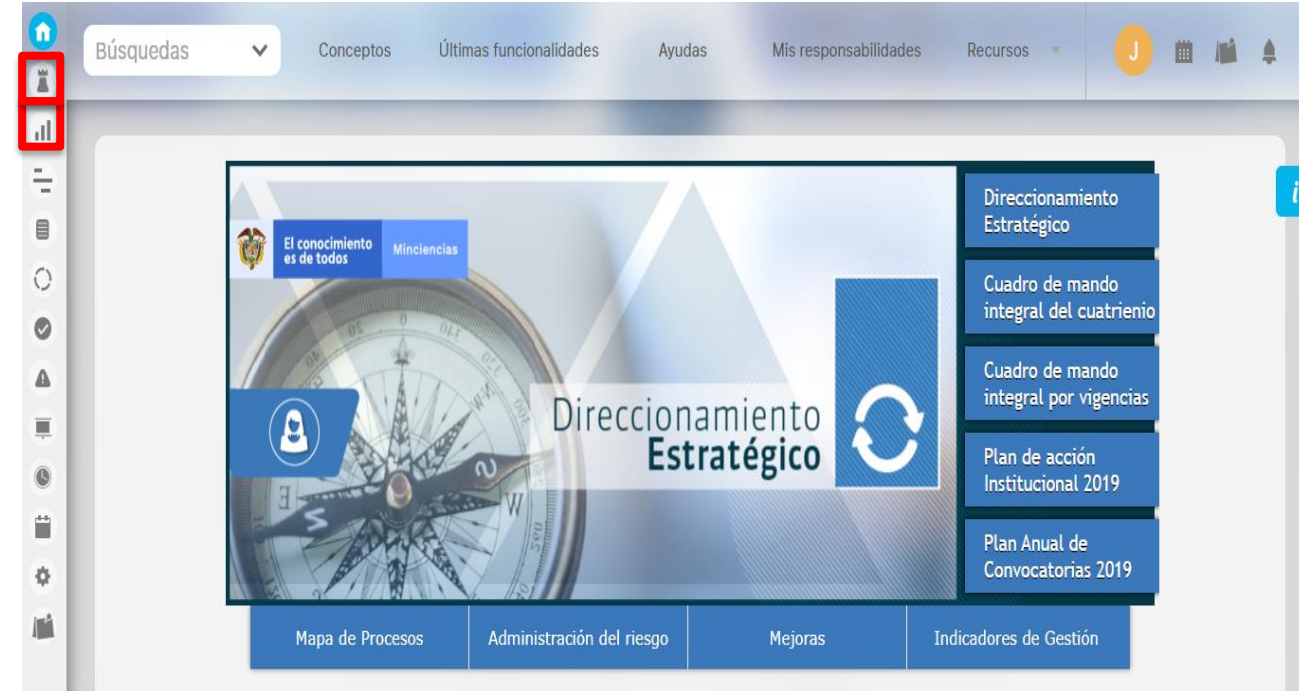 Búsquedas
Conceptos
Últimas funcionalidades
Ayudas
Mis responsabilidades
Recursos
J
i
El conocimiento
es de todos
Minciencias
Direccionamiento
Estratégico
Direccionamiento
Estratégico
Cuadro de mando
integral del cuatrienio
Cuadro de mando
integral por vigencias
Plan de acción
Institucional 2019
Plan Anual de
Convocatorias 2019
Mapa de Procesos
Administración del riesgo
Mejoras
Indicadores de Gestión